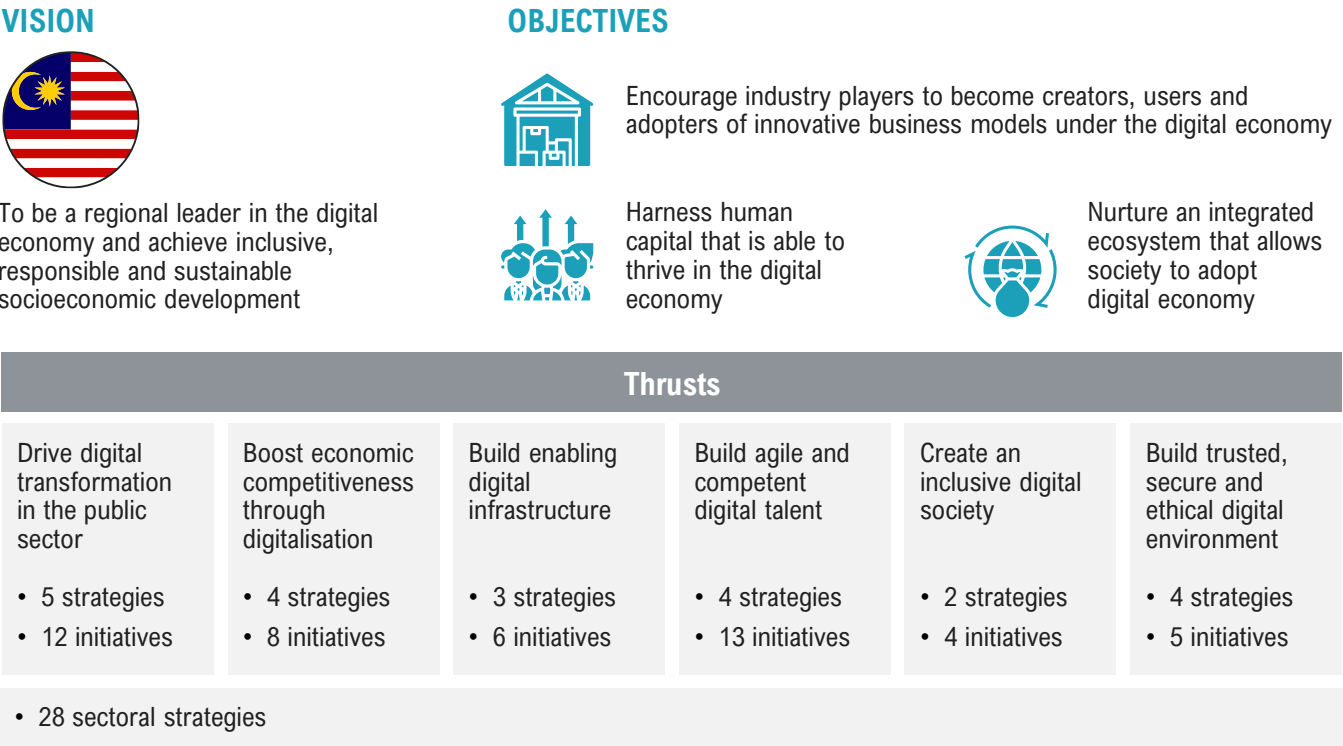 VISION
To be a regional leader in the digital
economy and achieve inclusive,
responsible and sustainable
socioeconomic development
OBJECTIVES
Encourage industry players to become creators, users and
adopters of innovative business models under the digital economy
Harness human
capital that is able to
thrive in the digital
economy
Nurture an integrated
ecosystem that allows
society to adopt
digital economy
Thrusts
Drive digital
transformation
in the public
sector
• 5 strategies
• 12 initiatives
Boost economic
competitiveness
through
digitalisation
• 4 strategies
• 8 initiatives
Build enabling
digital
infrastructure
• 3 strategies
• 6 initiatives
Build agile and
competent
digital talent
• 4 strategies
• 13 initiatives
Create an
inclusive digital
society
• 2 strategies
• 4 initiatives
Build trusted,
secure and
ethical digital
environment
• 4 strategies
• 5 initiatives
• 28 sectoral strategies